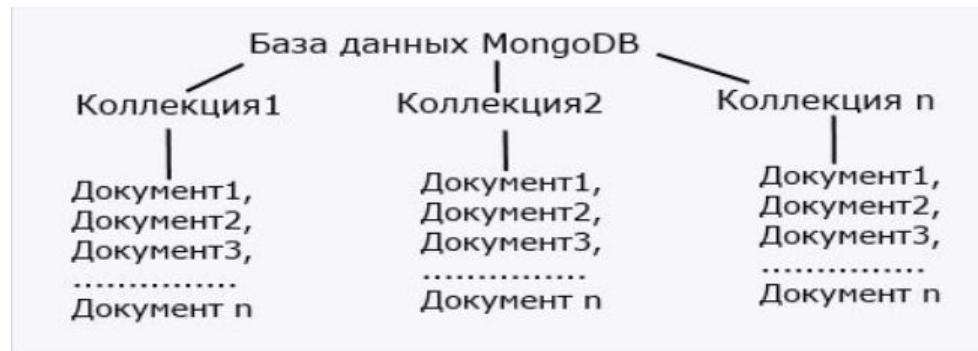 База данных MongoDB
Коллекция1
Коллекция2
Коллекция n
Документ1,
Документ2,
Документ3,
...............
Документ n
Документ1,
Документ2,
Документ3,
...............
Документ n
Документ1,
Документ2,
Документ3,
...............
Документ n